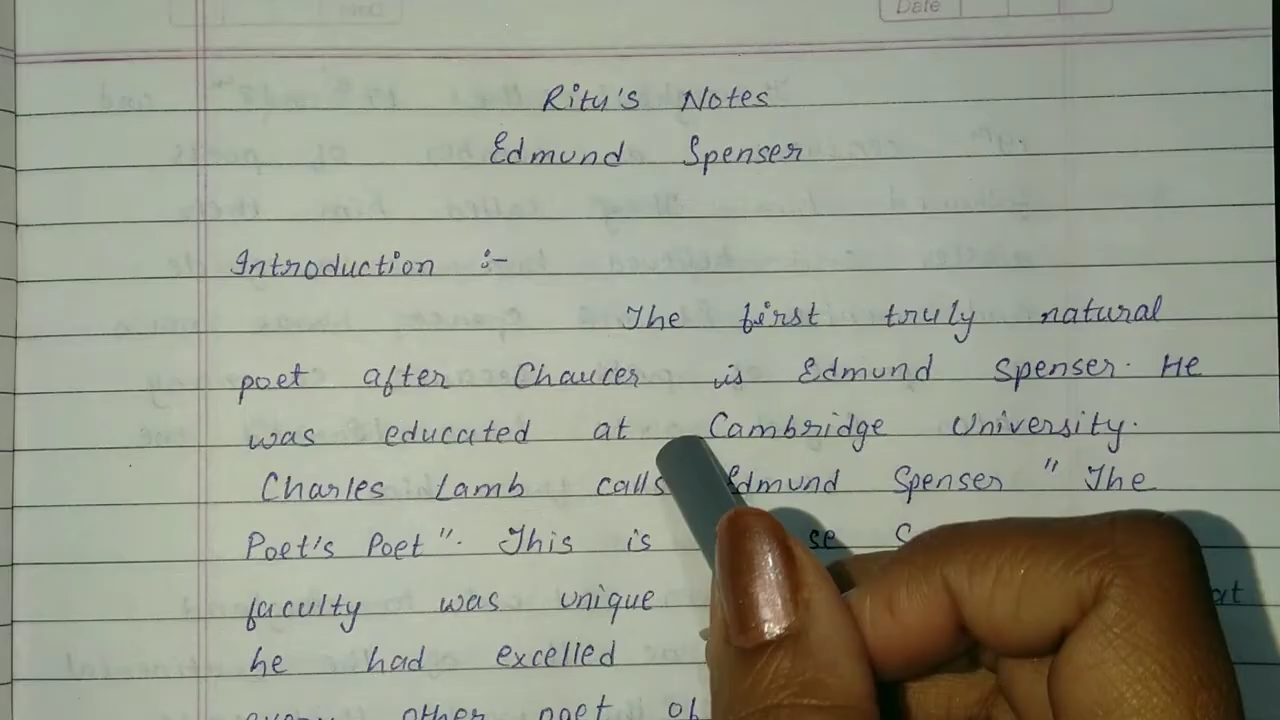 Date
Ritu's Notes
Edmund Spenser
Introduction :-
The first truly natural
poet after Chaucer is Edmund Spenser. He
was educated at Cambridge University.
Charles Lamb calls Edmund Spenser "The
Poet's Poet". This is
faculty was unique at
he had excelled
every other poet of